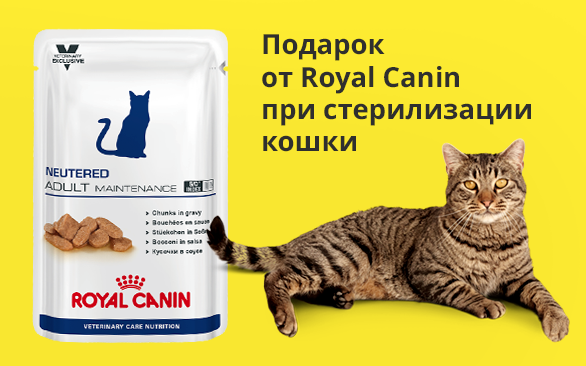 Подарок
от Royal Canin
при стерилизации
кошки
VETERINARY
EXCLUSIVE
NEUTERED
ADULT MAINTENANCE
Chunks in gravy
Bouchées en sauce
Stückchen in Soße
Bocconi in salsa
Кусочки в соусе
ROYAL CANIN
VETERINARY CARE NUTRITION